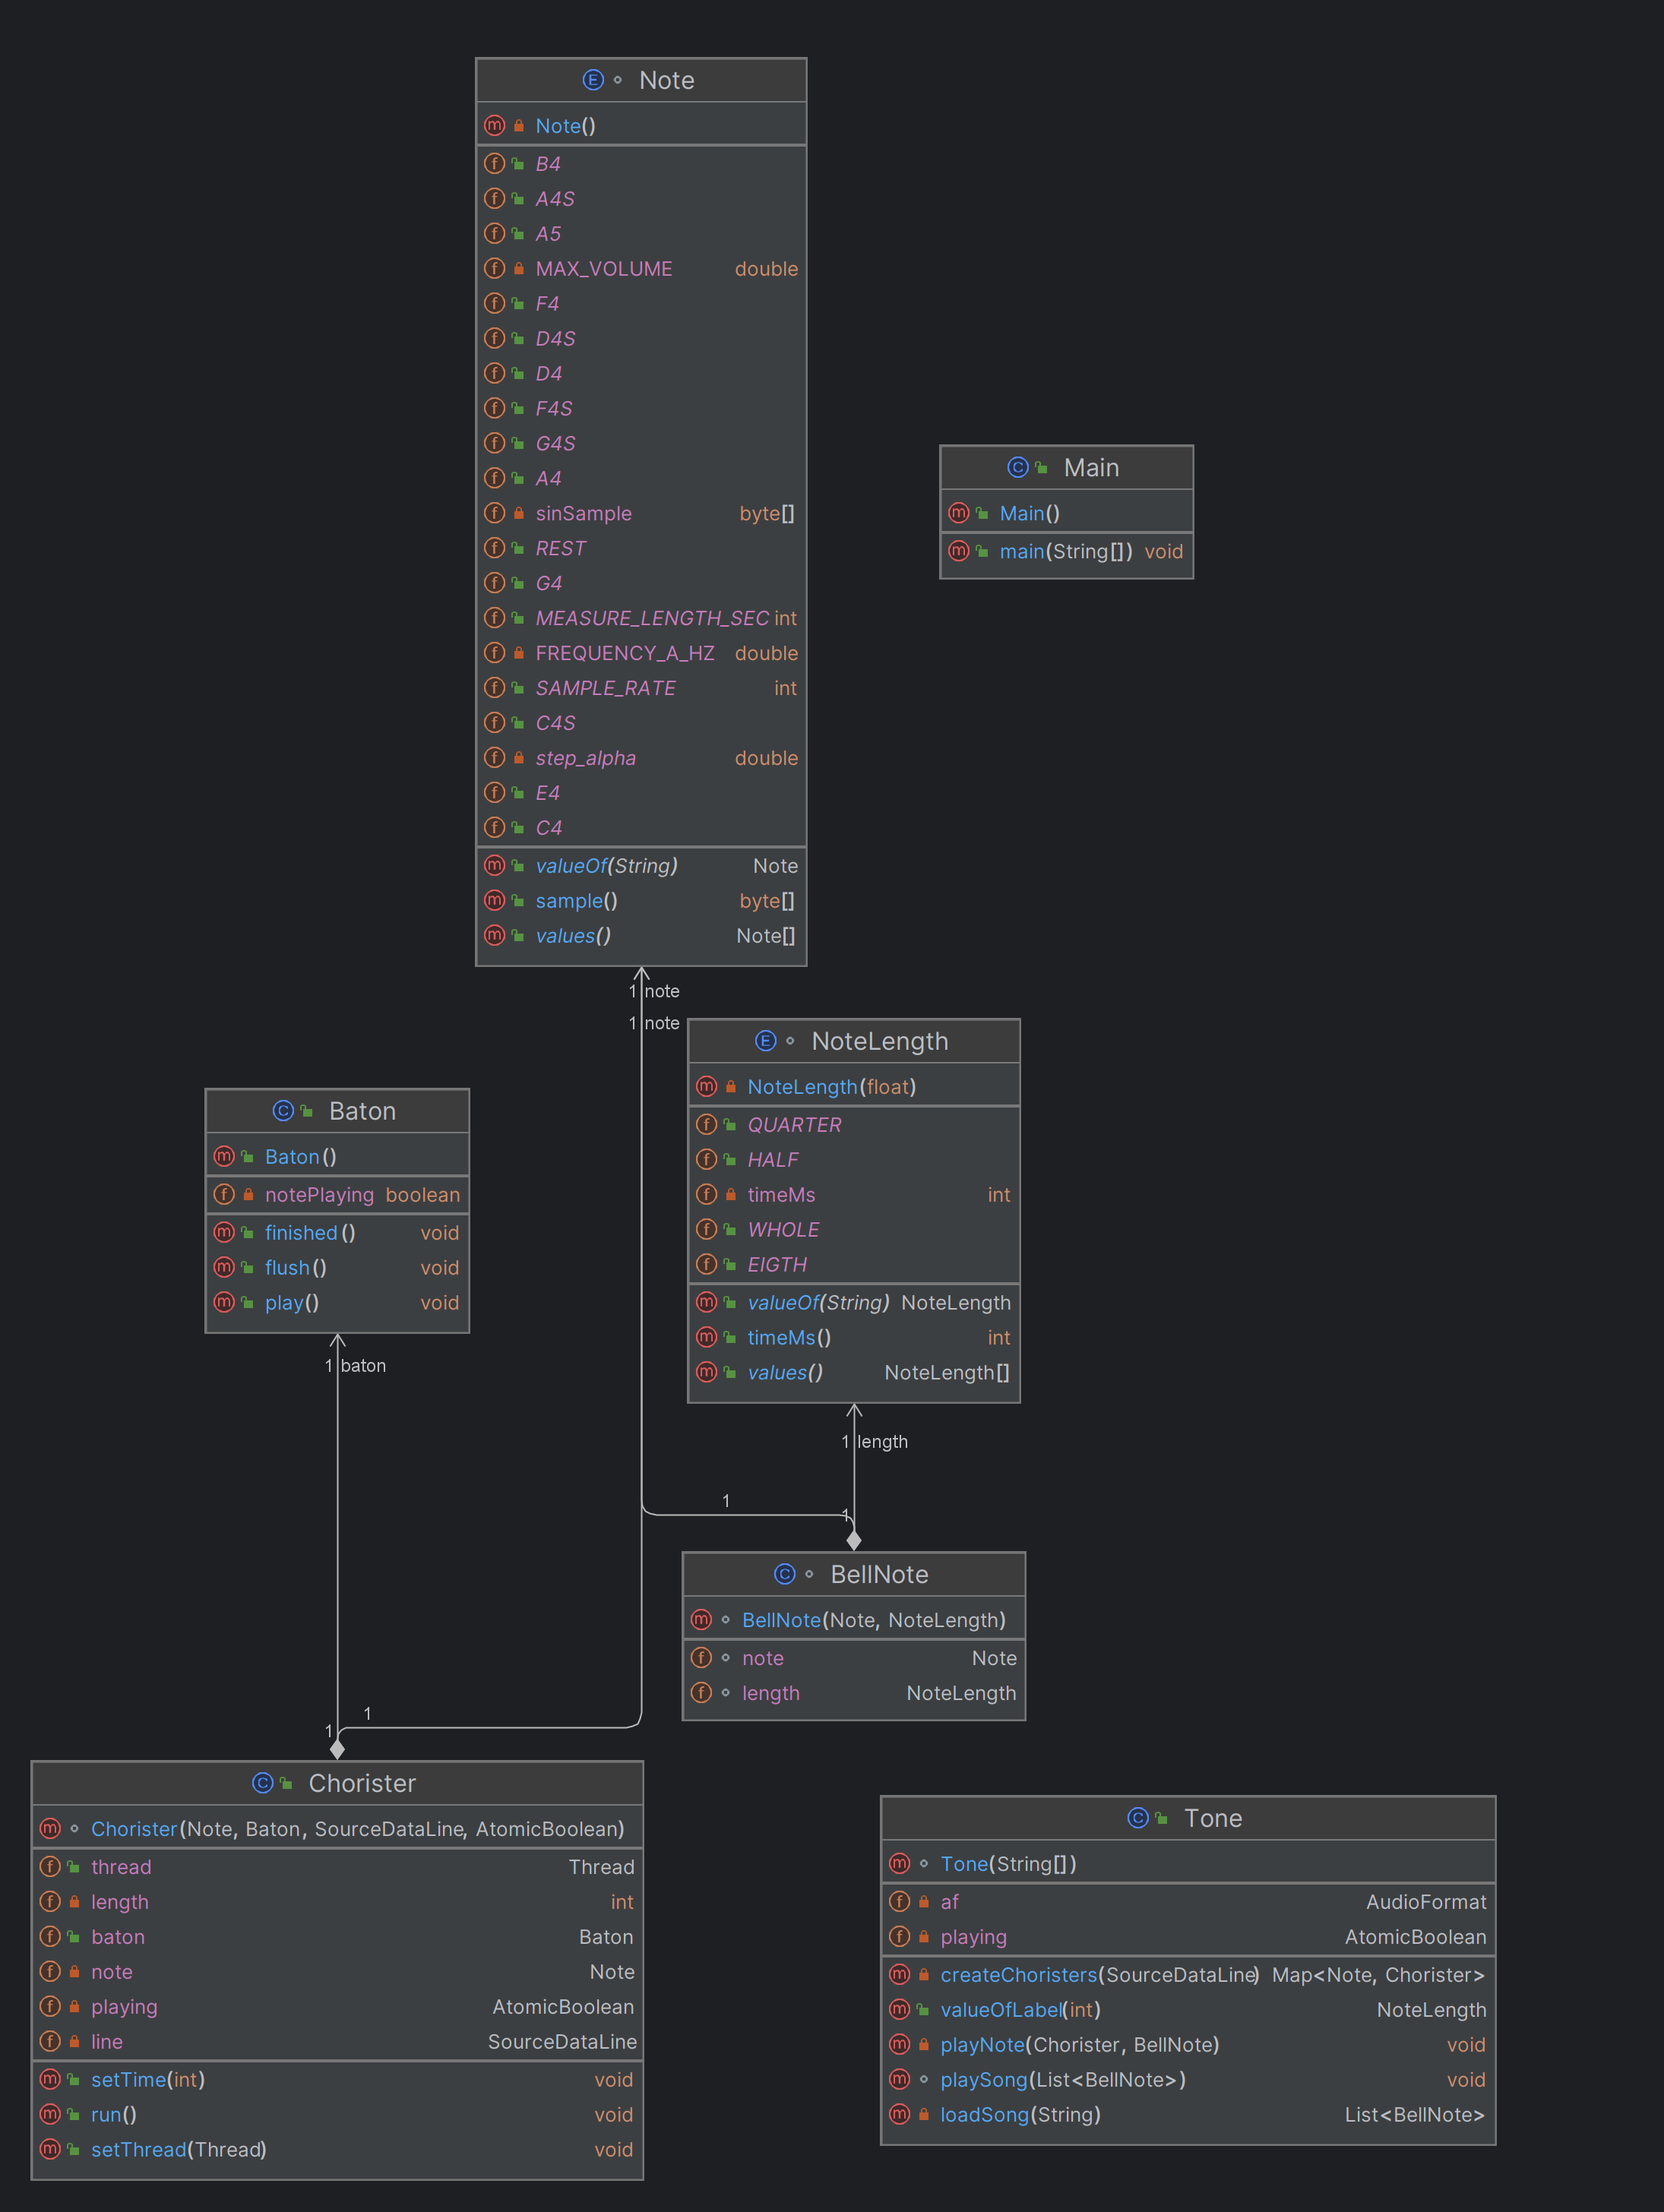 Note
Note()
B4
A4S
A5
MAX_VOLUME double
F4
D4S
D4
F4S
G4S
A4
sinSample byte[]
REST
G4
MEASURE_LENGTH_SEC int
FREQUENCY_A_HZ double
SAMPLE_RATE int
C4S
step_alpha double
E4
C4
valueOf(String) Note
sample() byte[]
values() Note[]
Main
Main()
main(String[]) void
1 note
1 note
NoteLength
NoteLength(float)
QUARTER
HALF
timeMs int
WHOLE
EIGTH
valueOf(String) NoteLength
timeMs() int
values() NoteLength[]
Baton
Baton()
notePlaying boolean
finished() void
flush() void
play() void
1 baton
1 length
1
1
BellNote
BellNote(Note, NoteLength)
note Note
length NoteLength
1
1
Chorister
Chorister(Note, Baton, SourceDataLine, AtomicBoolean)
thread Thread
length int
baton Baton
note Note
playing AtomicBoolean
line SourceDataLine
setTime(int) void
run() void
setThread(Thread) void
Tone
Tone(String[])
af AudioFormat
playing AtomicBoolean
createChoristers(SourceDataLine) Map<Note, Chorister>
valueOfLabel(int) NoteLength
playNote(Chorister, BellNote) void
playSong(List<BellNote>) void
loadSong(String) List<BellNote>